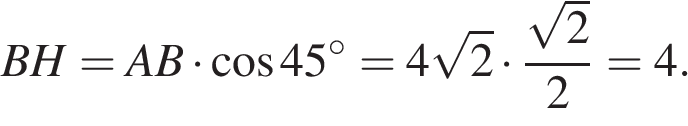 BH = AB · cos 45° = 4√2 · √2/2 = 4.